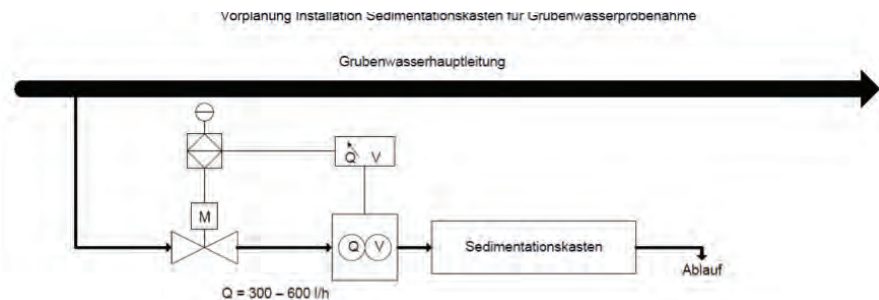 Vorplanung Installation Sedimentationskasten für Grubenwasserprobenahme
Grubenwasserhauptleitung
Q V
M
Q V
Sedimentationskasten
Ablauf
Q = 300 – 600 l/h